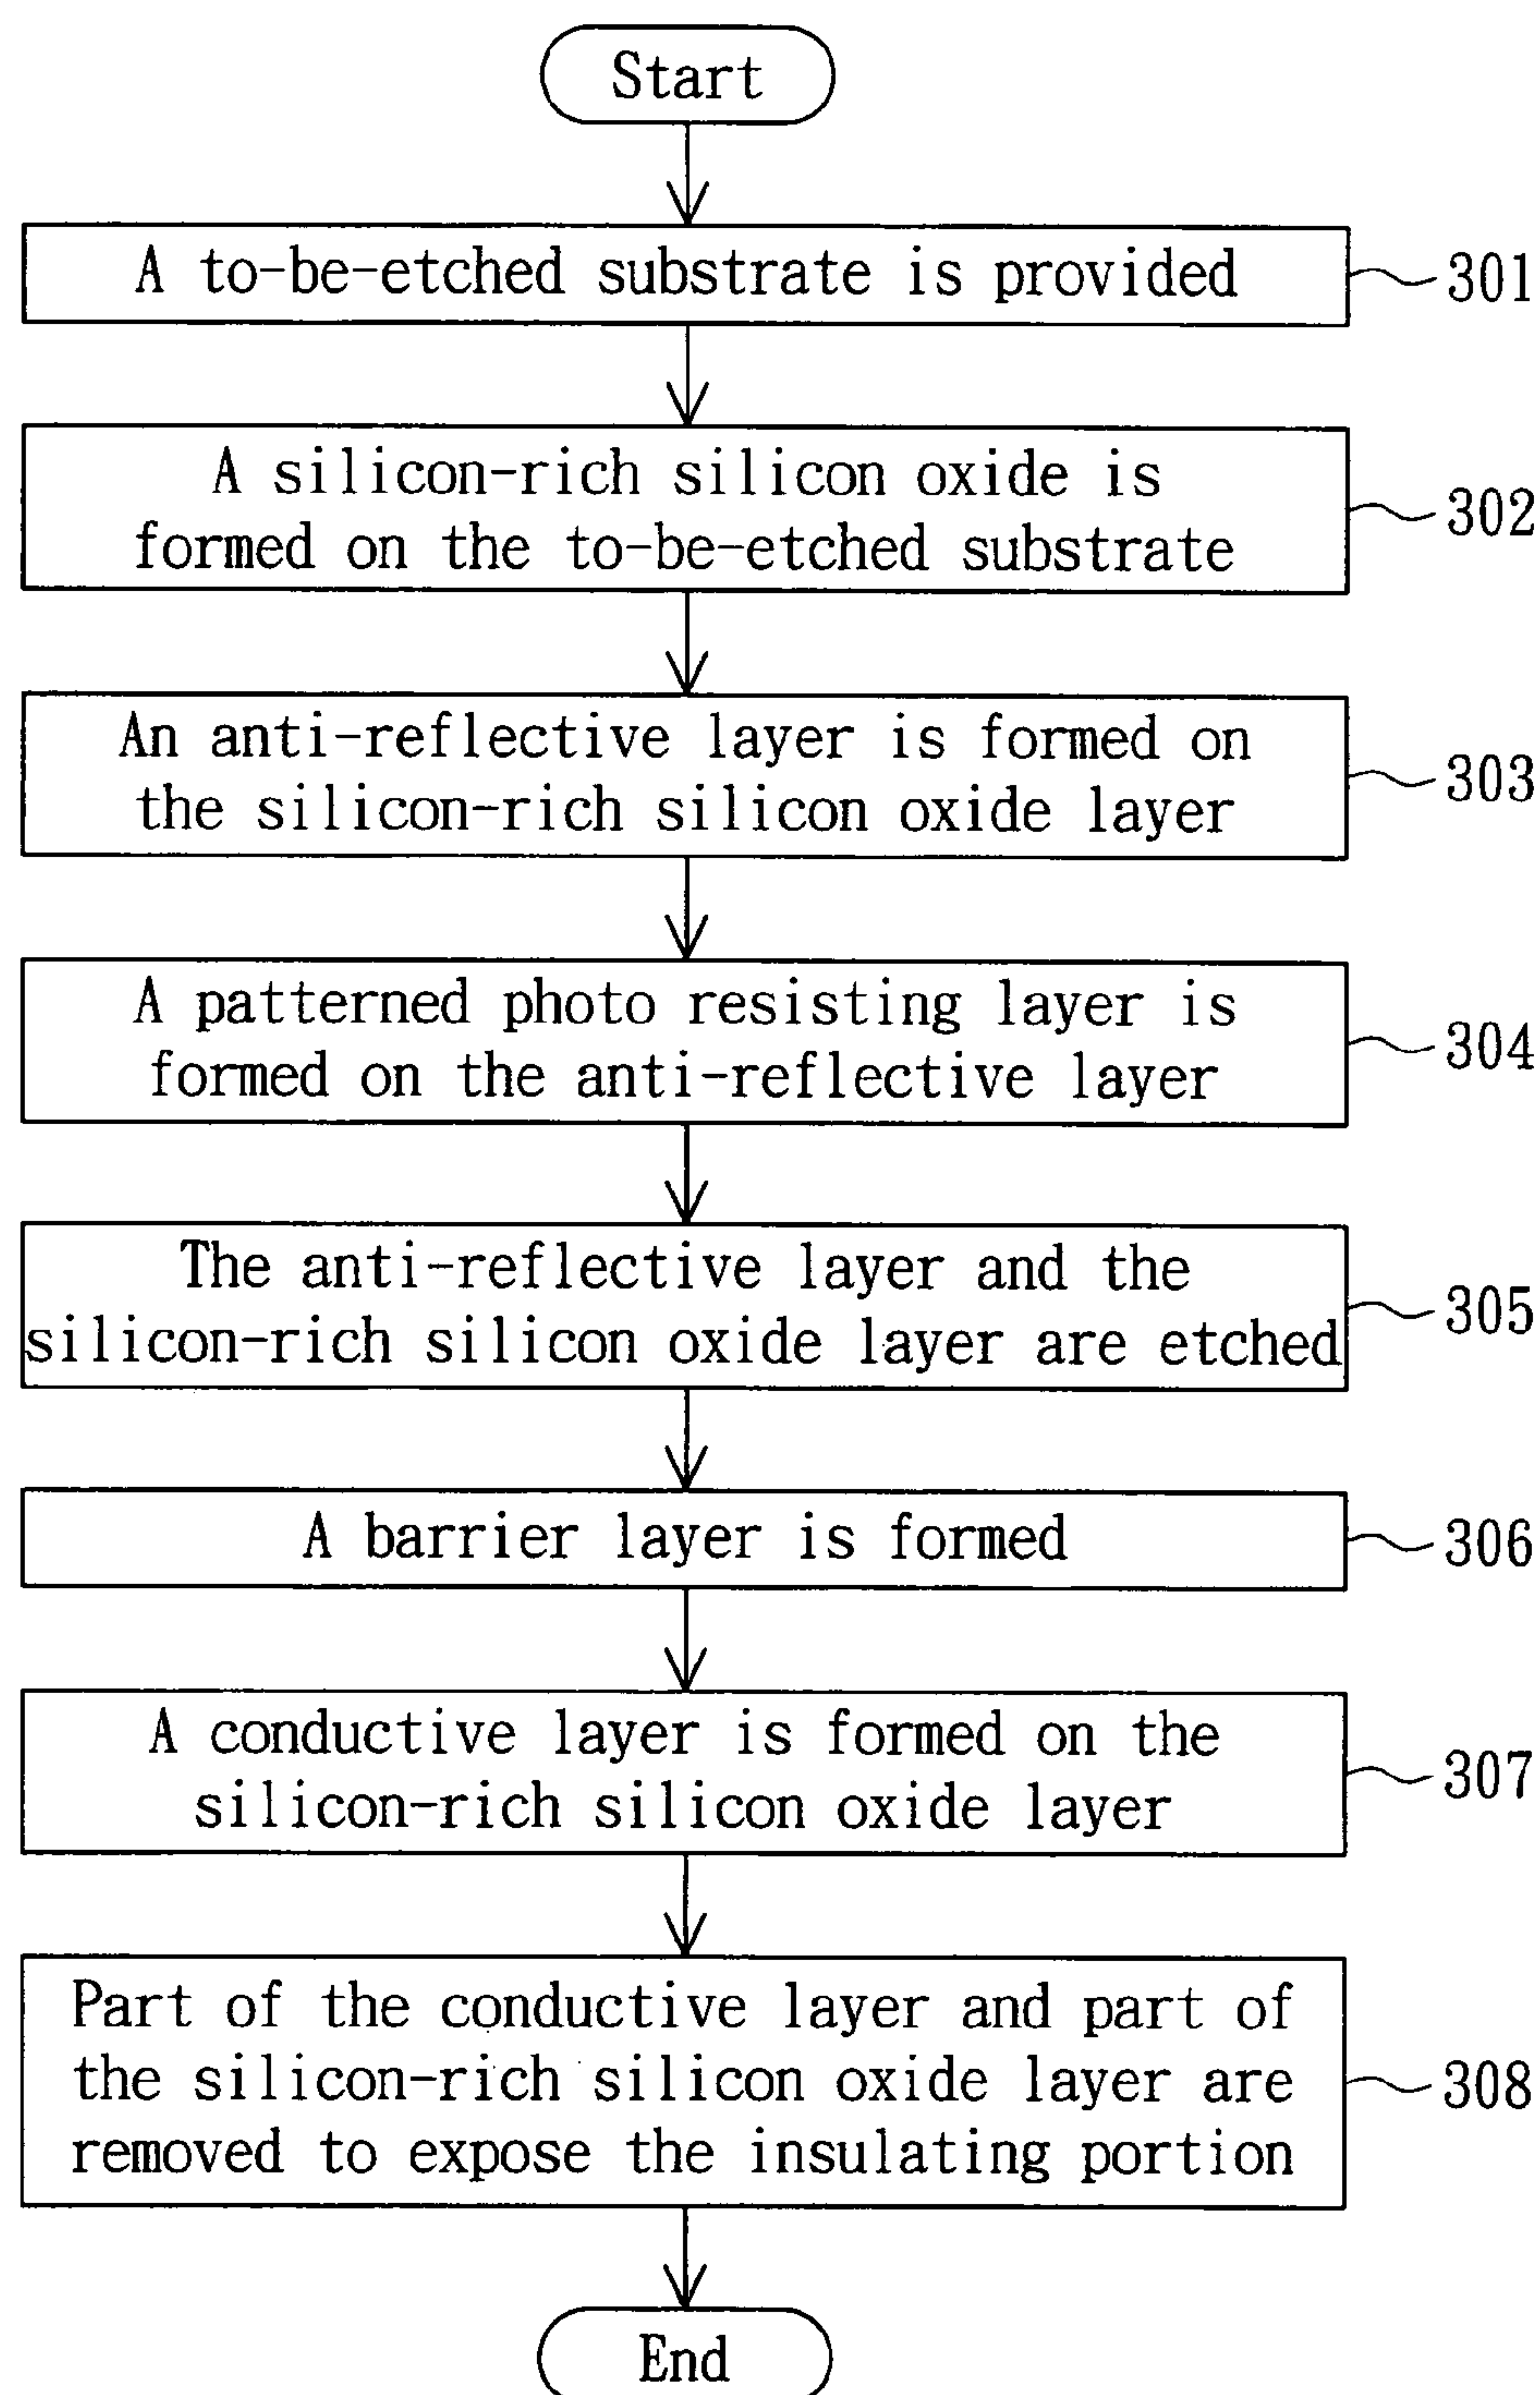 Start
A to-be-etched substrate is provided
301
A silicon-rich silicon oxide is
formed on the to-be-etched substrate
302
An anti-reflective layer is formed on
the silicon-rich silicon oxide layer
303
A patterned photo resisting layer is
formed on the anti-reflective layer
304
The anti-reflective layer and the
silicon-rich silicon oxide layer are etched
305
A barrier layer is formed
306
A conductive layer is formed on the
silicon-rich silicon oxide layer
307
Part of the conductive layer and part of
the silicon-rich silicon oxide layer are
removed to expose the insulating portion
308
End